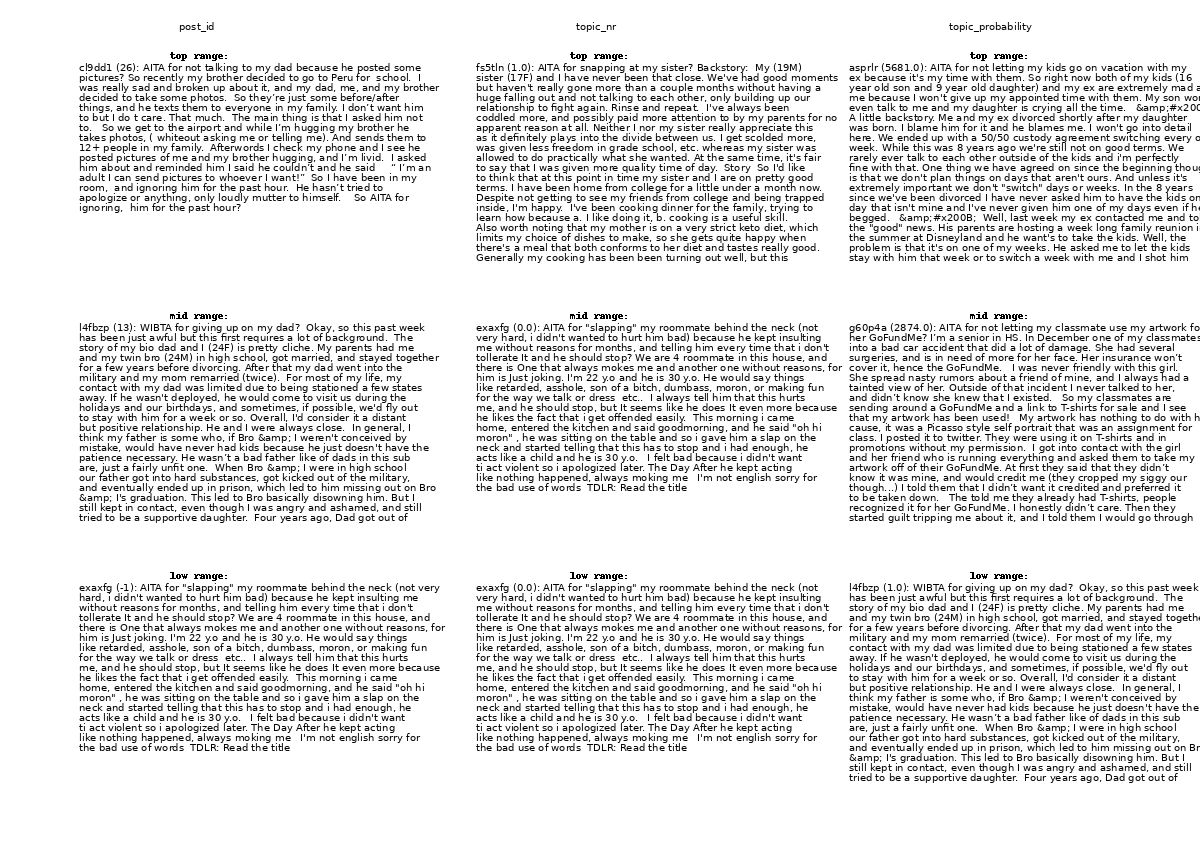 post_id
top range:
cl9dd1 (26): AITA for not talking to my dad because he posted some
pictures? So recently my brother decided to go to Peru for  school.  I
was really sad and broken up about it, and my dad, me, and my brother
decided to take some photos.  So they're just some before/after
things, and he texts them to everyone in my family. I don't want him
to but I do t care. That much.  The main thing is that I asked him not
to.   So we get to the airport and while I'm hugging my brother he
takes photos, ( whiteout asking me or telling me). And sends them to
12+ people in my family.  Afterwords I check my phone and I see he
posted pictures of me and my brother hugging, and I'm livid.  I asked
him about and reminded him I said he couldn't and he said    " I'm an
adult I can send pictures to whoever I want!"  So I have been in my
room,  and ignoring him for the past hour.  He hasn't tried to
apologize or anything, only loudly mutter to himself.    So AITA for
ignoring,  him for the past hour?
mid range:
l4fbzp (13): WIBTA for giving up on my dad?  Okay, so this past week
has been just awful but this first requires a lot of background.  The
story of my bio dad and I (24F) is pretty cliche. My parents had me
and my twin bro (24M) in high school, got married, and stayed together
for a few years before divorcing. After that my dad went into the
military and my mom remarried (twice).  For most of my life, my
contact with my dad was limited due to being stationed a few states
away. If he wasn't deployed, he would come to visit us during the
holidays and our birthdays, and sometimes, if possible, we'd fly out
to stay with him for a week or so. Overall, I'd consider it a distant
but positive relationship. He and I were always close.  In general, I
think my father is some who, if Bro &amp; I weren't conceived by
mistake, would have never had kids because he just doesn't have the
patience necessary. He wasn't a bad father like of dads in this sub
are, just a fairly unfit one.  When Bro &amp; I were in high school
our father got into hard substances, got kicked out of the military,
and eventually ended up in prison, which led to him missing out on Bro
&amp; I's graduation. This led to Bro basically disowning him. But I
still kept in contact, even though I was angry and ashamed, and still
tried to be a supportive daughter.  Four years ago, Dad got out of
low range:
exaxfg (-1): AITA for "slapping" my roommate behind the neck (not very
hard, i didn't wanted to hurt him bad) because he kept insulting me
without reasons for months, and telling him every time that i don't
tollerate It and he should stop? We are 4 roommate in this house, and
there is One that always mokes me and another one without reasons, for
him is Just joking. I'm 22 y.o and he is 30 y.o. He would say things
like retarded, asshole, son of a bitch, dumbass, moron, or making fun
for the way we talk or dress  etc..  I always tell him that this hurts
me, and he should stop, but It seems like he does It even more because
he likes the fact that i get offended easily.  This morning i came
home, entered the kitchen and said goodmorning, and he said "oh hi
moron" , he was sitting on the table and so i gave him a slap on the
neck and started telling that this has to stop and i had enough, he
acts like a child and he is 30 y.o.   I felt bad because i didn't want
ti act violent so i apologized later. The Day After he kept acting
like nothing happened, always moking me   I'm not english sorry for
the bad use of words  TDLR: Read the title
topic_nr
top range:
fs5tln (1.0): AITA for snapping at my sister? Backstory:  My (19M)
sister (17F) and I have never been that close. We've had good moments
but haven't really gone more than a couple months without having a
huge falling out and not talking to each other, only building up our
relationship to fight again. Rinse and repeat.  I've always been
coddled more, and possibly paid more attention to by my parents for no
apparent reason at all. Neither I nor my sister really appreciate this
as it definitely plays into the divide between us. I get scolded more,
was given less freedom in grade school, etc. whereas my sister was
allowed to do practically what she wanted. At the same time, it's fair
to say that I was given more quality time of day.  Story  So I'd like
to think that at this point in time my sister and I are on pretty good
terms. I have been home from college for a little under a month now.
Despite not getting to see my friends from college and being trapped
inside, I'm happy.  I've been cooking dinner for the family, trying to
learn how because a. I like doing it, b. cooking is a useful skill.
Also worth noting that my mother is on a very strict keto diet, which
limits my choice of dishes to make, so she gets quite happy when
there's a meal that both conforms to her diet and tastes really good.
Generally my cooking has been been turning out well, but this
mid range:
exaxfg (0.0): AITA for "slapping" my roommate behind the neck (not
very hard, i didn't wanted to hurt him bad) because he kept insulting
me without reasons for months, and telling him every time that i don't
tollerate It and he should stop? We are 4 roommate in this house, and
there is One that always mokes me and another one without reasons, for
him is Just joking. I'm 22 y.o and he is 30 y.o. He would say things
like retarded, asshole, son of a bitch, dumbass, moron, or making fun
for the way we talk or dress  etc..  I always tell him that this hurts
me, and he should stop, but It seems like he does It even more because
he likes the fact that i get offended easily.  This morning i came
home, entered the kitchen and said goodmorning, and he said "oh hi
moron" , he was sitting on the table and so i gave him a slap on the
neck and started telling that this has to stop and i had enough, he
acts like a child and he is 30 y.o.   I felt bad because i didn't want
ti act violent so i apologized later. The Day After he kept acting
like nothing happened, always moking me   I'm not english sorry for
the bad use of words  TDLR: Read the title
low range:
exaxfg (0.0): AITA for "slapping" my roommate behind the neck (not
very hard, i didn't wanted to hurt him bad) because he kept insulting
me without reasons for months, and telling him every time that i don't
tollerate It and he should stop? We are 4 roommate in this house, and
there is One that always mokes me and another one without reasons, for
him is Just joking. I'm 22 y.o and he is 30 y.o. He would say things
like retarded, asshole, son of a bitch, dumbass, moron, or making fun
for the way we talk or dress  etc..  I always tell him that this hurts
me, and he should stop, but It seems like he does It even more because
he likes the fact that i get offended easily.  This morning i came
home, entered the kitchen and said goodmorning, and he said "oh hi
moron" , he was sitting on the table and so i gave him a slap on the
neck and started telling that this has to stop and i had enough, he
acts like a child and he is 30 y.o.   I felt bad because i didn't want
ti act violent so i apologized later. The Day After he kept acting
like nothing happened, always moking me   I'm not english sorry for
the bad use of words  TDLR: Read the title
topic_probability
top range:
asprlr (5681.0): AITA for not letting my kids go on vacation with my
ex because it's my time with them. So right now both of my kids (16
year old son and 9 year old daughter) and my ex are extremely mad a
me because I won't give up my appointed time with them. My son wo
even talk to me and my daughter is crying all the time.   &amp;#x200
A little backstory. Me and my ex divorced shortly after my daughter
was born. I blame him for it and he blames me. I won't go into detail
here. We ended up with a 50/50 custody agreement switching every o
week. While this was 8 years ago we're still not on good terms. We
rarely ever talk to each other outside of the kids and i'm perfectly
fine with that. One thing we have agreed on since the beginning thou
is that we don't plan things on days that aren't ours. And unless it's
extremely important we don't "switch" days or weeks. In the 8 years
since we've been divorced I have never asked him to have the kids on
day that isn't mine and I've never given him one of my days even if he
begged.   &amp;#x200B;  Well, last week my ex contacted me and to
the "good" news. His parents are hosting a week long family reunion i
the summer at Disneyland and he want's to take the kids. Well, the
problem is that it's on one of my weeks. He asked me to let the kids
stay with him that week or to switch a week with me and I shot him
mid range:
g60p4a (2874.0): AITA for not letting my classmate use my artwork fo
her GoFundMe? I'm a senior in HS. In December one of my classmates
into a bad car accident that did a lot of damage. She had several
surgeries, and is in need of more for her face. Her insurance won't
cover it, hence the GoFundMe.   I was never friendly with this girl.
She spread nasty rumors about a friend of mine, and I always had a
tainted view of her. Outside of that incident I never talked to her,
and didn't know she knew that I existed.   So my classmates are
sending around a GoFundMe and a link to T-shirts for sale and I see
that my artwork has been used!   My artwork has nothing to do with h
cause, it was a Picasso style self portrait that was an assignment for
class. I posted it to twitter. They were using it on T-shirts and in
promotions without my permission.   I got into contact with the girl
and her friend who is running everything and asked them to take my
artwork off of their GoFundMe. At first they said that they didn't
know it was mine, and would credit me (they cropped my siggy our
though...) I told them that I didn't want it credited and preferred it
to be taken down.   The told me they already had T-shirts, people
recognized it for her GoFundMe. I honestly didn't care. Then they
started guilt tripping me about it, and I told them I would go through
low range:
l4fbzp (1.0): WIBTA for giving up on my dad?  Okay, so this past week
has been just awful but this first requires a lot of background.  The
story of my bio dad and I (24F) is pretty cliche. My parents had me
and my twin bro (24M) in high school, got married, and stayed togethe
for a few years before divorcing. After that my dad went into the
military and my mom remarried (twice).  For most of my life, my
contact with my dad was limited due to being stationed a few states
away. If he wasn't deployed, he would come to visit us during the
holidays and our birthdays, and sometimes, if possible, we'd fly out
to stay with him for a week or so. Overall, I'd consider it a distant
but positive relationship. He and I were always close.  In general, I
think my father is some who, if Bro &amp; I weren't conceived by
mistake, would have never had kids because he just doesn't have the
patience necessary. He wasn't a bad father like of dads in this sub
are, just a fairly unfit one.  When Bro &amp; I were in high school
our father got into hard substances, got kicked out of the military,
and eventually ended up in prison, which led to him missing out on Br
&amp; I's graduation. This led to Bro basically disowning him. But I
still kept in contact, even though I was angry and ashamed, and still
tried to be a supportive daughter.  Four years ago, Dad got out of